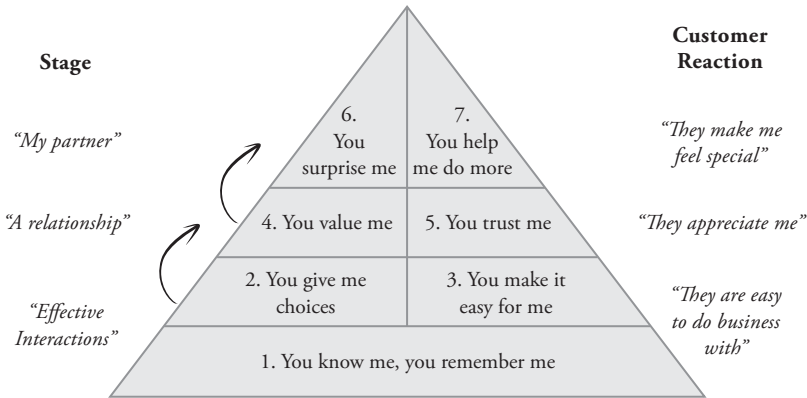 Stage
Customer
Reaction
“My partner”
6.
You
surprise me
7.
You help
me do more
“They make me
feel special”
“A relationship”
4. You value me
5. You trust me
“They appreciate me”
“Effective
Interactions”
2. You give me
choices
3. You make it
easy for me
“They are easy
to do business
with”
1. You know me, you remember me